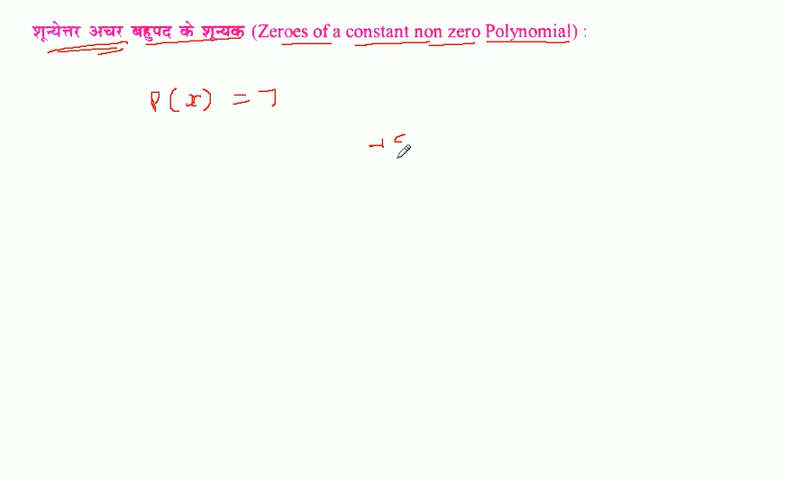 शून्येत्तर अचर बहुपद के शून्यक (Zeroes of a constant non zero Polynomial) :
P(x) = 7